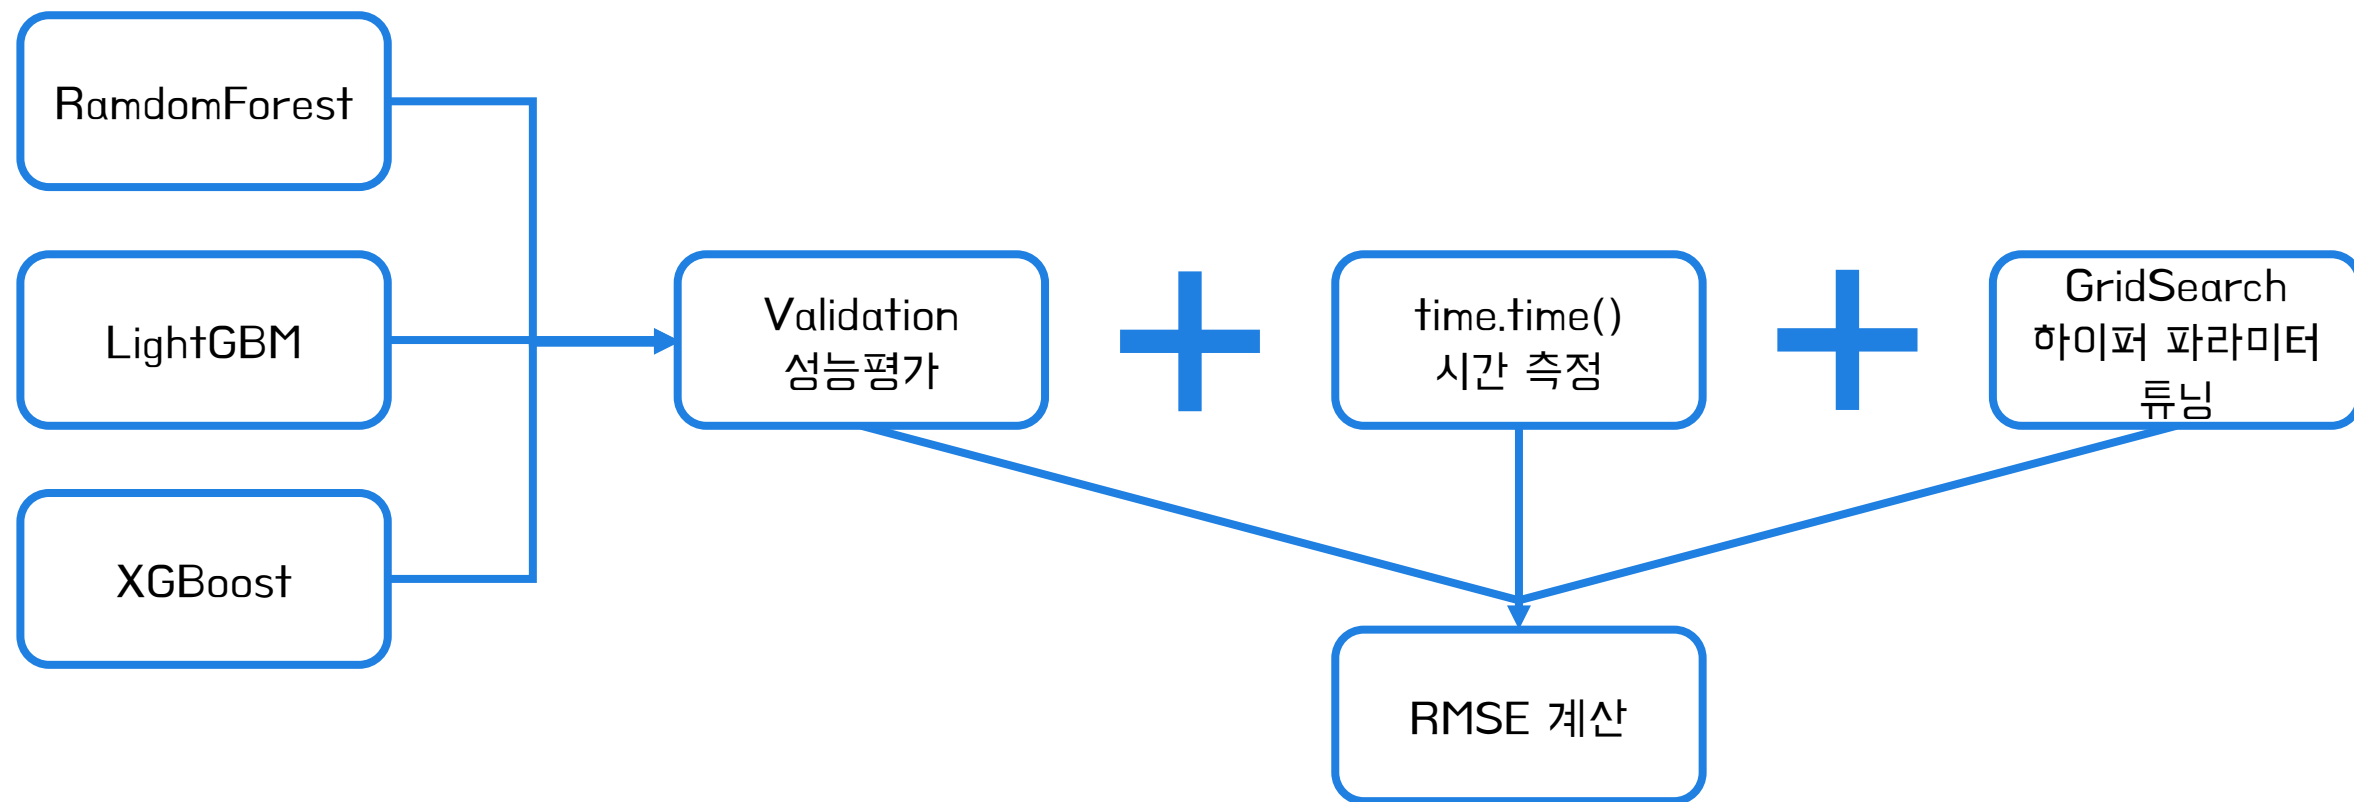 RamdomForest
LightGBM
XGBoost
Validation
성능평가
time.time()
시간 측정
GridSearch
하이퍼 파라미터
튜닝
RMSE 계산